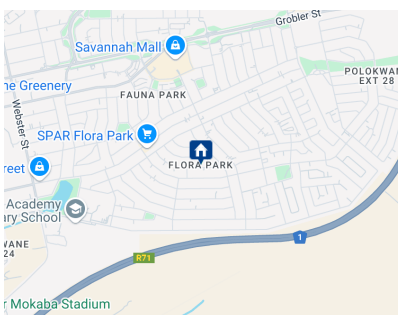 Grobler St
Savannah Mall
POLOKWAN
EXT 28
ne Greenery
FAUNA PARK
Webster St
SPAR Flora Park
reet
FLORA PARK
Academy
ary School
WANE
24
1
R71
r Mokaba Stadium